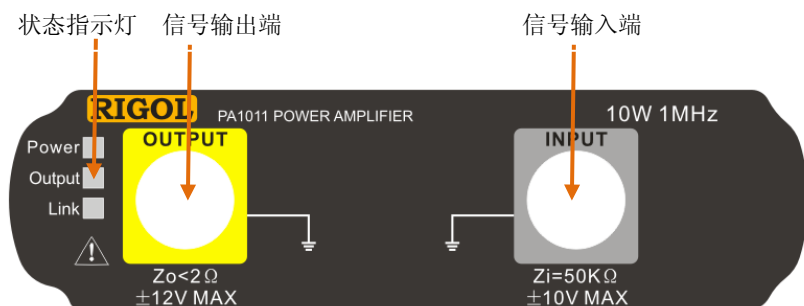 状态指示灯 信号输出端 信号输入端
RIGOL PA1011 POWER AMPLIFIER 10W 1MHz
OUTPUT INPUT
Power
Output
Link
Zo<2Ω Zi=50KΩ
±12V MAX ±10V MAX